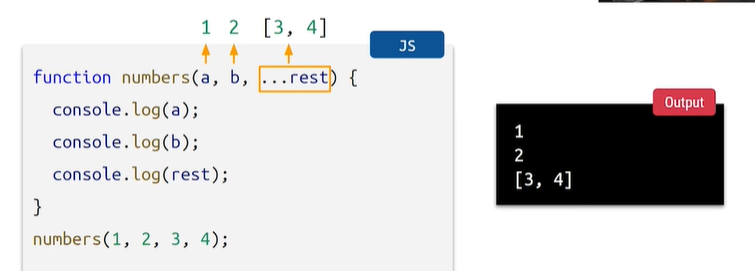 1 2 [3, 4]
JS
function numbers(a, b, ...rest) {
  console.log(a);
  console.log(b);
  console.log(rest);
}
numbers(1, 2, 3, 4);
Output
1
2
[3, 4]